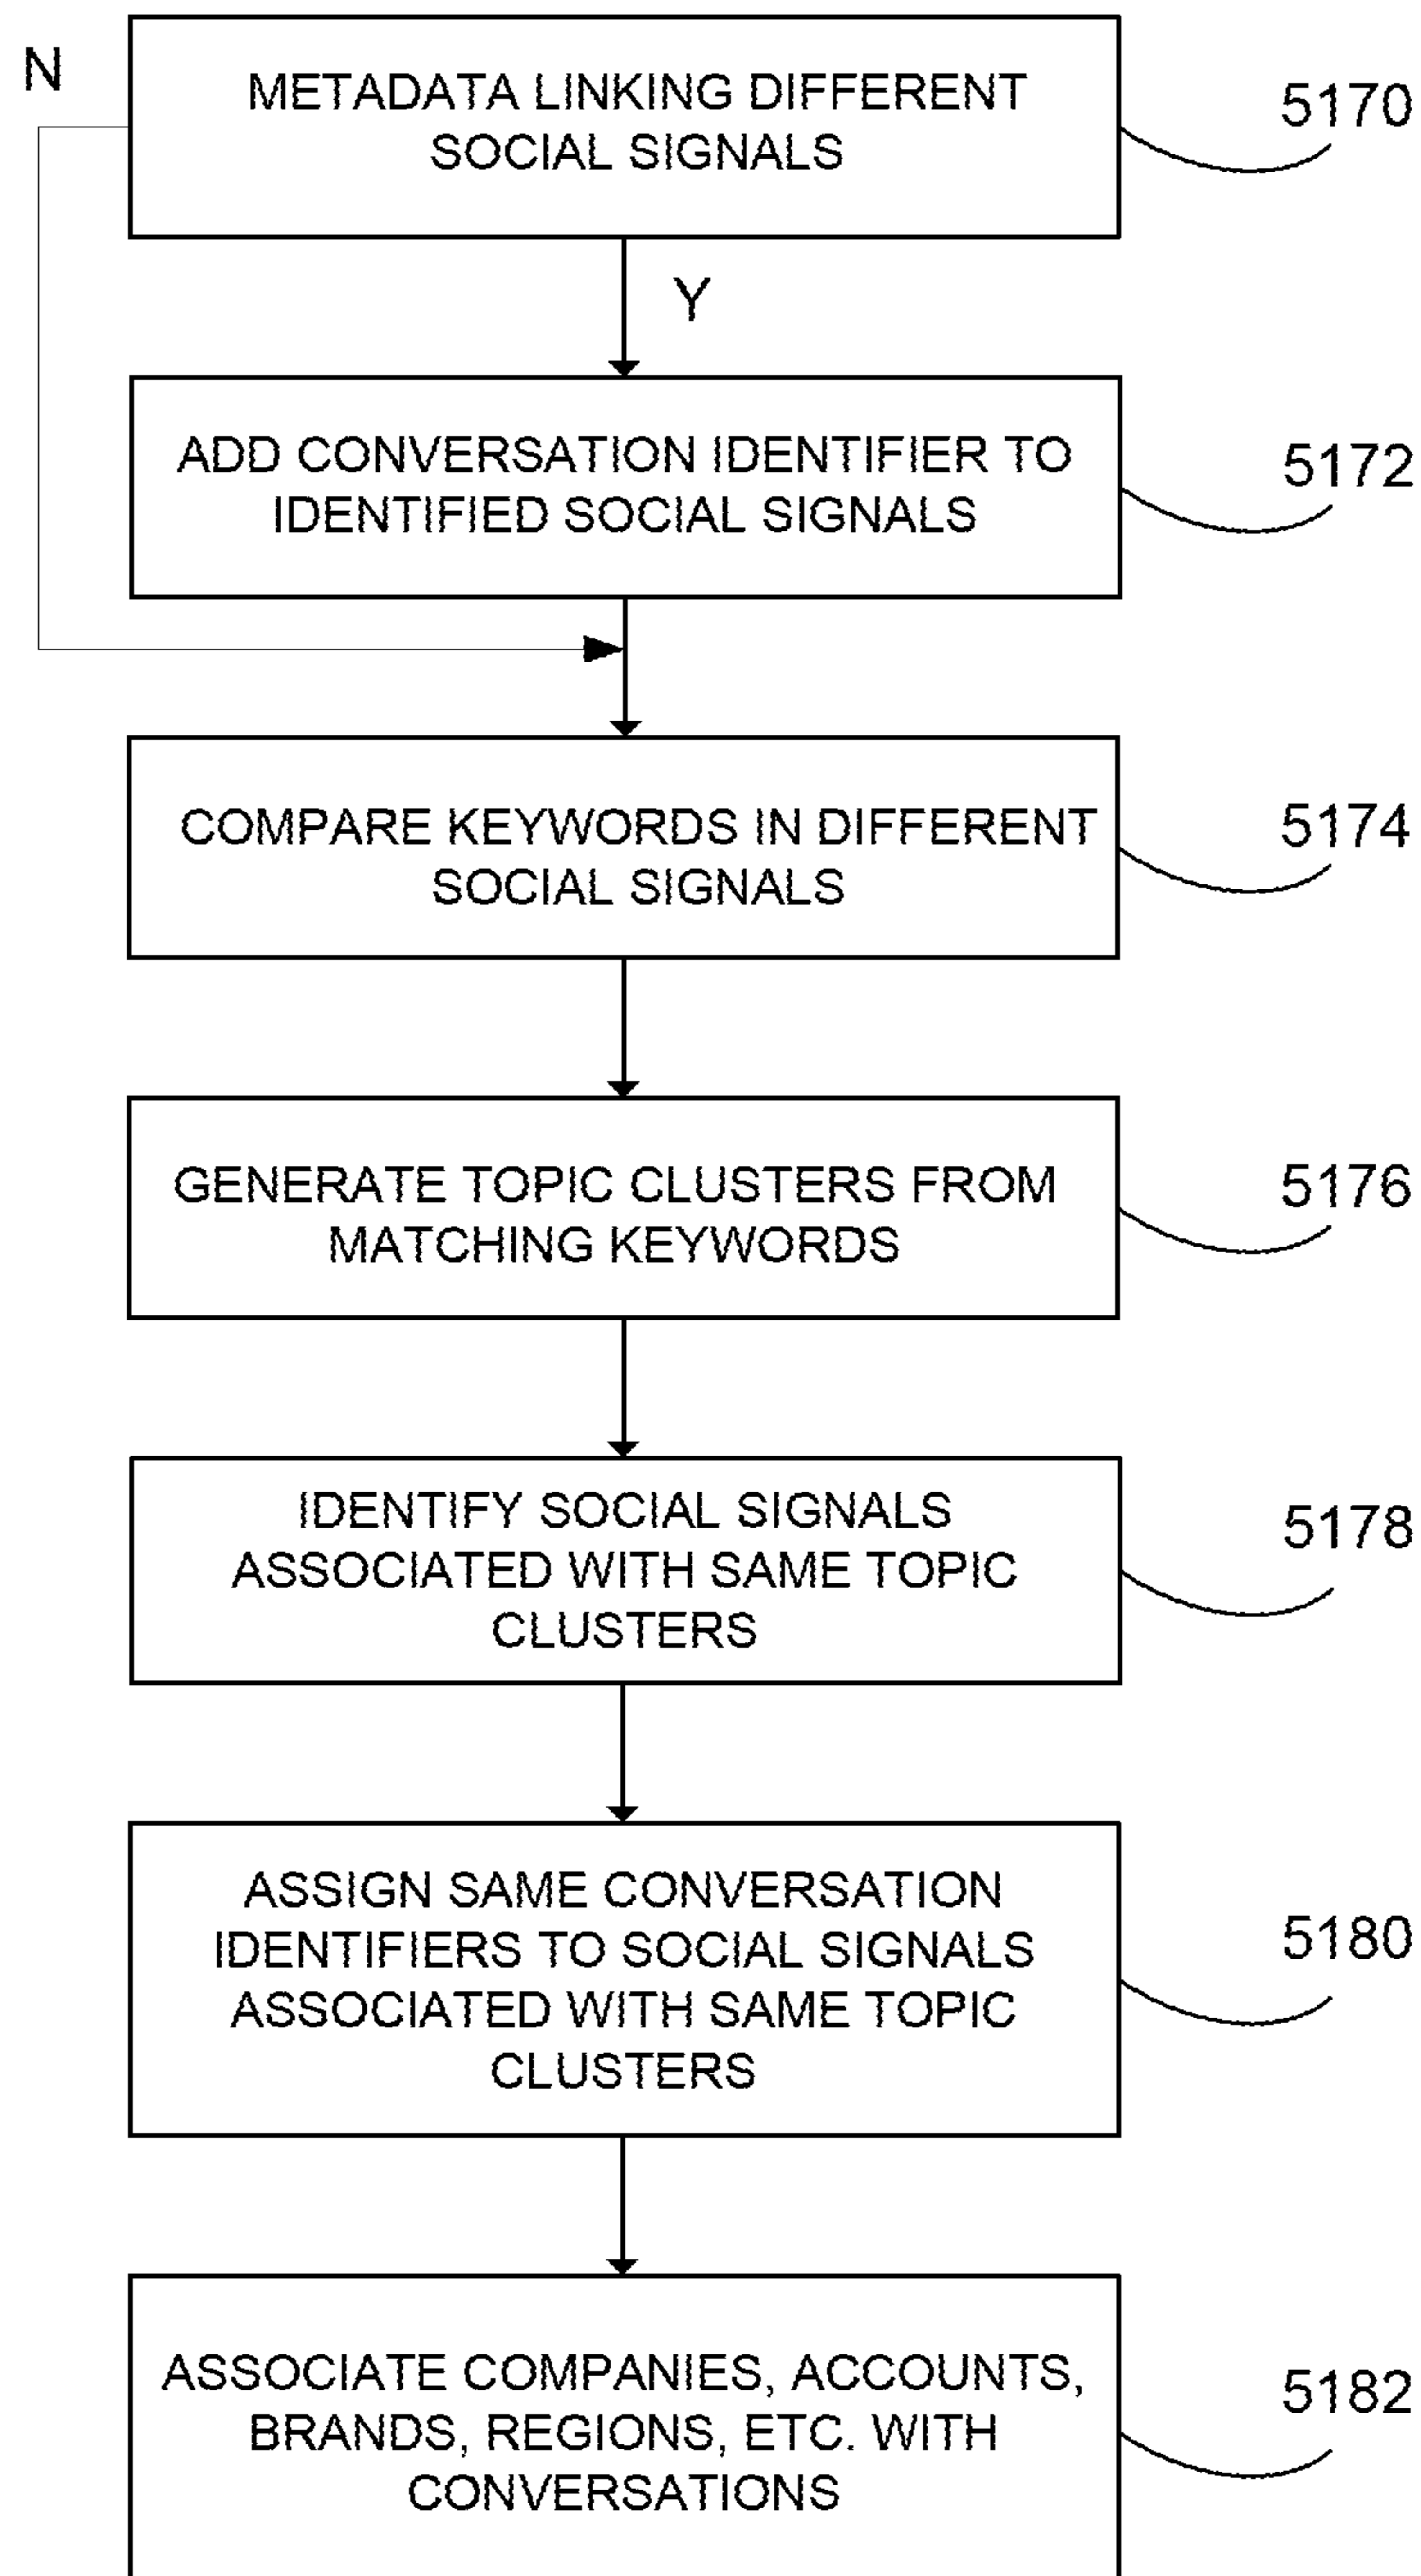 N
METADATA LINKING DIFFERENT
SOCIAL SIGNALS
5170
Y
ADD CONVERSATION IDENTIFIER TO
IDENTIFIED SOCIAL SIGNALS
5172
COMPARE KEYWORDS IN DIFFERENT
SOCIAL SIGNALS
5174
GENERATE TOPIC CLUSTERS FROM
MATCHING KEYWORDS
5176
IDENTIFY SOCIAL SIGNALS
ASSOCIATED WITH SAME TOPIC
CLUSTERS
5178
ASSIGN SAME CONVERSATION
IDENTIFIERS TO SOCIAL SIGNALS
ASSOCIATED WITH SAME TOPIC
CLUSTERS
5180
ASSOCIATE COMPANIES, ACCOUNTS,
BRANDS, REGIONS, ETC. WITH
CONVERSATIONS
5182